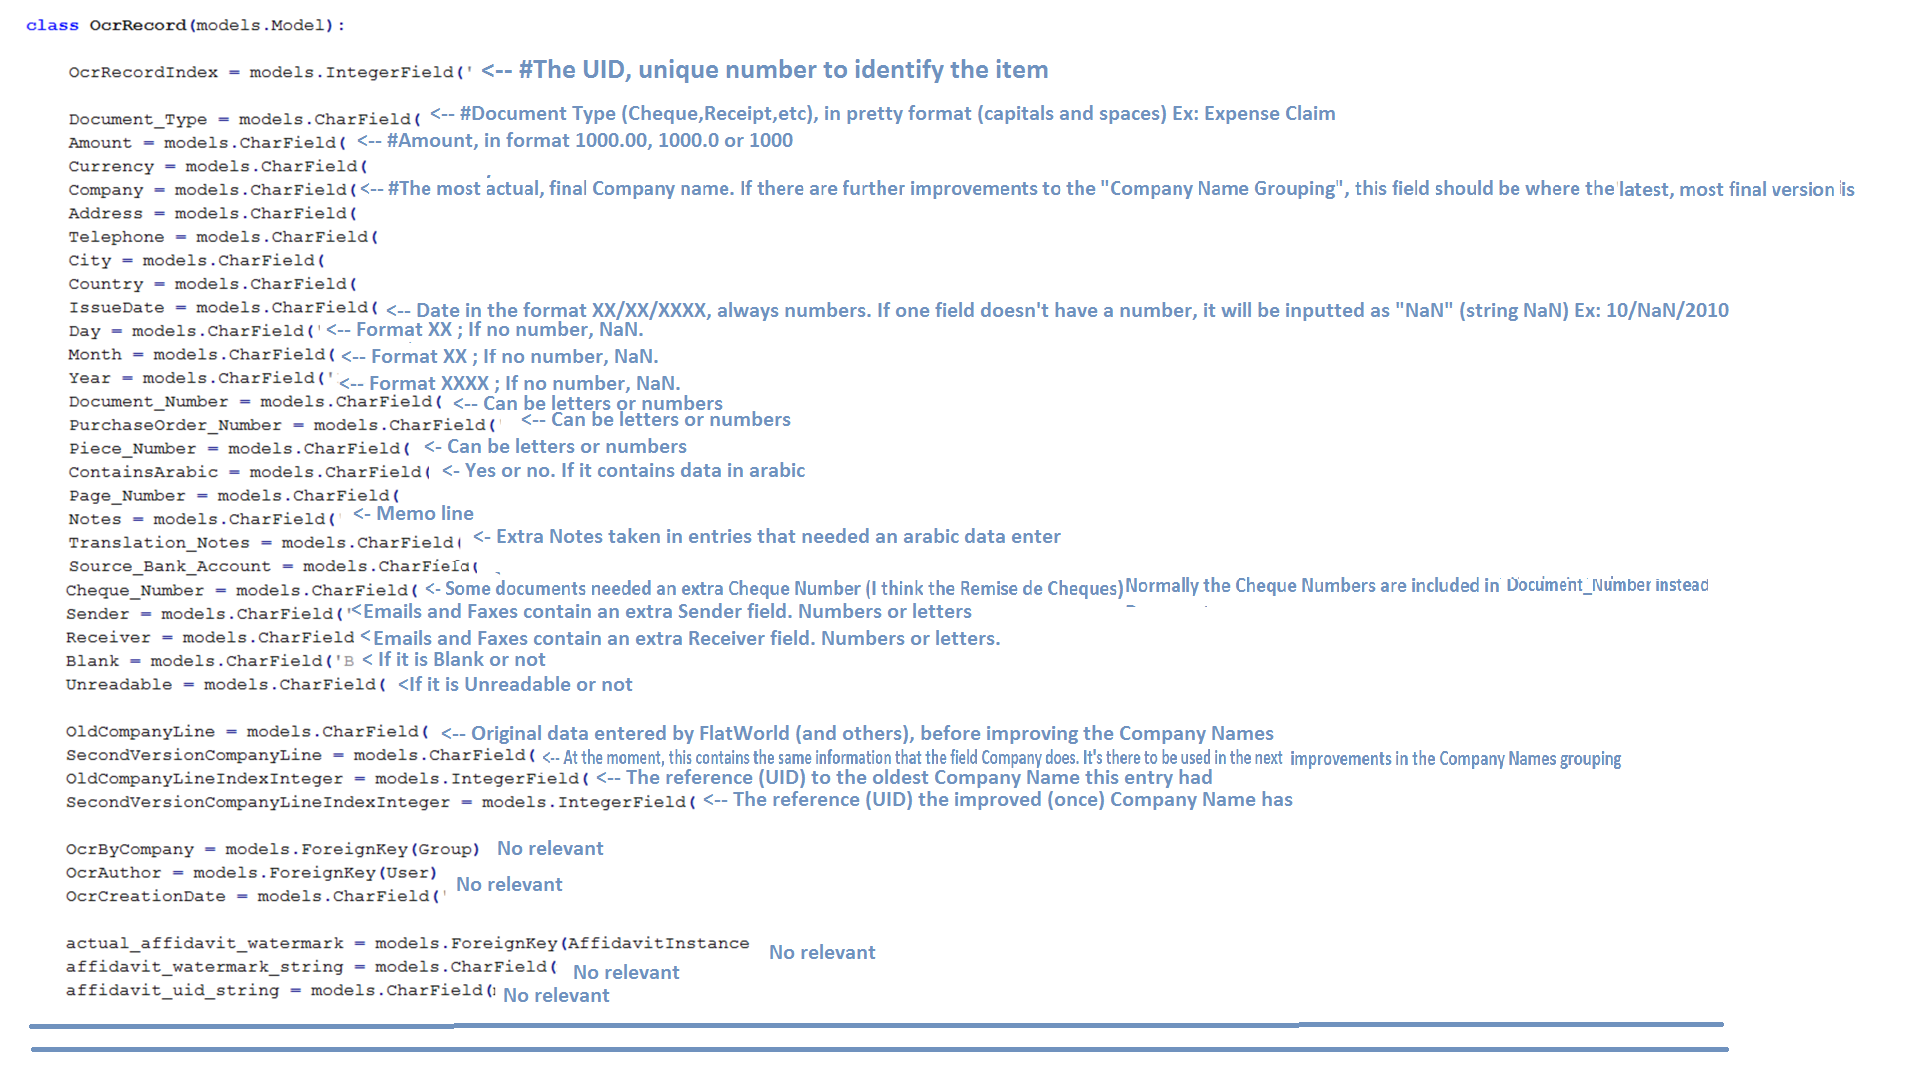 class OcrRecord(models.Model):
OcrRecordIndex = models.IntegerField(' <-- #The UID, unique number to identify the item
Document_Type = models.CharField( <-- #Document Type (Cheque,Receipt,etc), in pretty format (capitals and spaces) Ex: Expense Claim
Amount = models.CharField( <-- #Amount, in format 1000.00, 1000.0 or 1000
Currency = models.CharField(
Company = models.CharField( <-- #The most actual, final Company name. If there are further improvements to the "Company Name Grouping", this field should be where the latest, most final version is
Address = models.CharField(
Telephone = models.CharField(
City = models.CharField(
Country = models.CharField(
IssueDate = models.CharField( <-- Date in the format XX/XX/XXXX, always numbers. If one field doesn't have a number, it will be inputted as "NaN" (string NaN) Ex: 10/NaN/2010
Day = models.CharField(' <-- Format XX ; If no number, NaN.
Month = models.CharField( <-- Format XX ; If no number, NaN.
Year = models.CharField(' <-- Format XXXX ; If no number, NaN.
Document_Number = models.CharField( <-- Can be letters or numbers
PurchaseOrder_Number = models.CharField( <-- Can be letters or numbers
Piece_Number = models.CharField( <- Can be letters or numbers
ContainsArabic = models.CharField( <- Yes or no. If it contains data in arabic
Page_Number = models.CharField(
Notes = models.CharField( <- Memo line
Translation_Notes = models.CharField( <- Extra Notes taken in entries that needed an arabic data enter
Source_Bank_Account = models.CharField(
Cheque_Number = models.CharField( <- Some documents needed an extra Cheque Number (I think the Remise de Cheques) Normally the Cheque Numbers are included in Document_Number instead
Sender = models.CharField(' <Emails and Faxes contain an extra Sender field. Numbers or letters
Receiver = models.CharField <Emails and Faxes contain an extra Receiver field. Numbers or letters.
Blank = models.CharField('B < If it is Blank or not
Unreadable = models.CharField( <If it is Unreadable or not
OldCompanyLine = models.CharField( <-- Original data entered by FlatWorld (and others), before improving the Company Names
SecondVersionCompanyLine = models.CharField( <-- At the moment, this contains the same information that the field Company does. It's there to be used in the next improvements in the Company Names grouping
OldCompanyLineIndexInteger = models.IntegerField( <-- The reference (UID) to the oldest Company Name this entry had
SecondVersionCompanyLineIndexInteger = models.IntegerField( <-- The reference (UID) the improved (once) Company Name has
OcrByCompany = models.ForeignKey(Group) No relevant
OcrAuthor = models.ForeignKey(User)
No relevant
OcrCreationDate = models.CharField('
actual_affidavit_watermark = models.ForeignKey(AffidavitInstance No relevant
affidavit_watermark_string = models.CharField( No relevant
affidavit_uid_string = models.CharField( No relevant